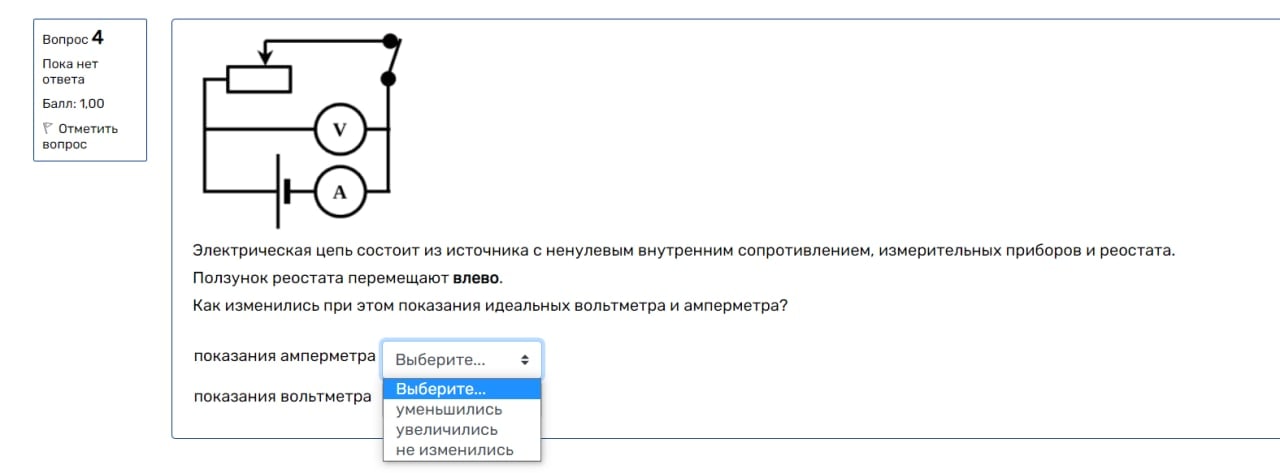 Вопрос 4
Пока нет
ответа
Балл: 1,00
Отметить
вопрос
V
A
Электрическая цепь состоит из источника с ненулевым внутренним сопротивлением, измерительных приборов и реостата.
Ползунок реостата перемещают влево.
Как изменились при этом показания идеальных вольтметра и амперметра?
показания амперметра Выберите...
Выберите...
показания вольтметра
уменьшились
увеличились
не изменились